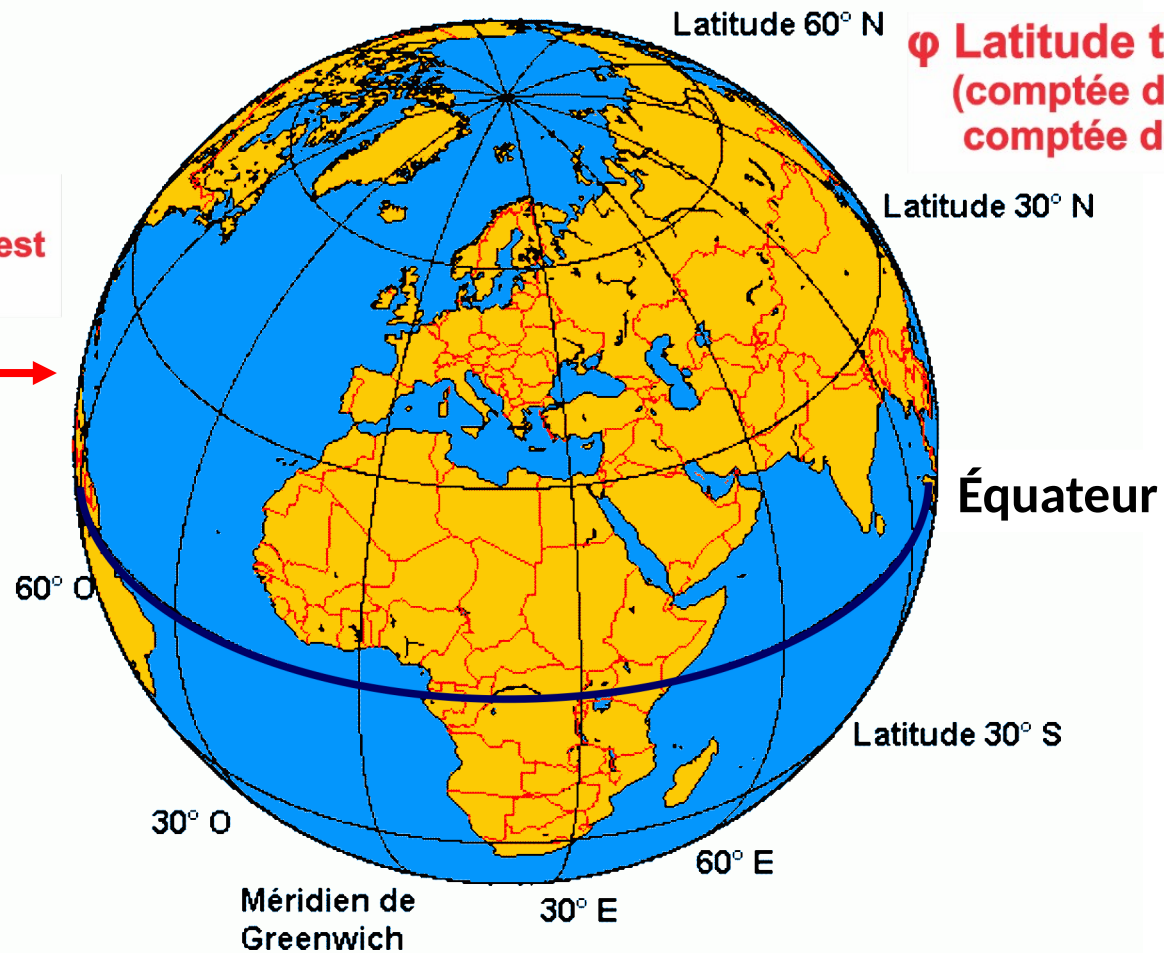 Latitude 60° N
φ Latitude t
(comptée d
comptée d
Latitude 30° N
est
Équateur
60° O
Latitude 30° S
30° O
60° E
Méridien de
Greenwich
30° E